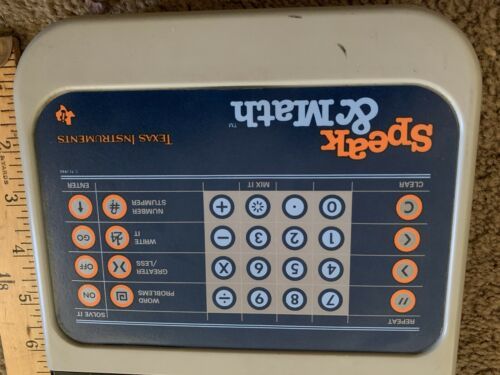 REPEAT
SOLVE IT
7 8 9 ÷
WORD
PROBLEMS
ON
< 4 5 6 X
GREATER
/LESS
OFF
> 1 2 3 −
WRITE
IT
GO
C 0 . +
NUMBER
STUMPER
#
CLEAR
MIX IT
ENTER
Speak
& Math™
TEXAS INSTRUMENTS